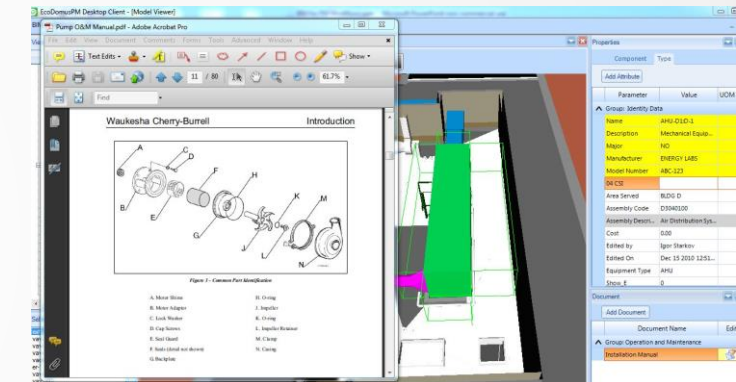 EcoDomusPM Desktop Client - [Model Viewer]
Pump O&M Manual.pdf - Adobe Acrobat Pro
File Edit View Document Comments Forms Tools Advanced Window Help
Text Edits
Show
11 / 80
61.7%
Find
Waukesha Cherry-Burrell
Introduction
A
C
D
F
H
B
E
K
M
G
J
L
N
Figure 1 - Common Part Identification
A. Motor Slinger
B. Motor Adapter
C. Lock Washer
D. Cap Screws
E. Seal Guard
F. Seals (detail not shown)
G. Backplate
H. O-ring
J. Impeller
K. O-ring
L. Impeller Retainer
M. Clamp
N. Casing
Properties
Component Type
Add Attribute
Parameter Value UOM
Group: Identity Data
Name AHU-D1D-1
Description Mechanical Equip...
Major NO
Manufacturer ENERGY LABS
Model Number ABC-123
04 CSI
Area Served BLDG D
Assembly Code D3040100
Assembly Descri... Air Distribution Sys...
Cost 0.00
Edited by Igor Starkov
Edited On Dec 15 2010 12:51...
Equipment Type AHU
Show_E 0
Document
Add Document
Document Name Edi
Group: Operation and Maintenance
Installation Manual